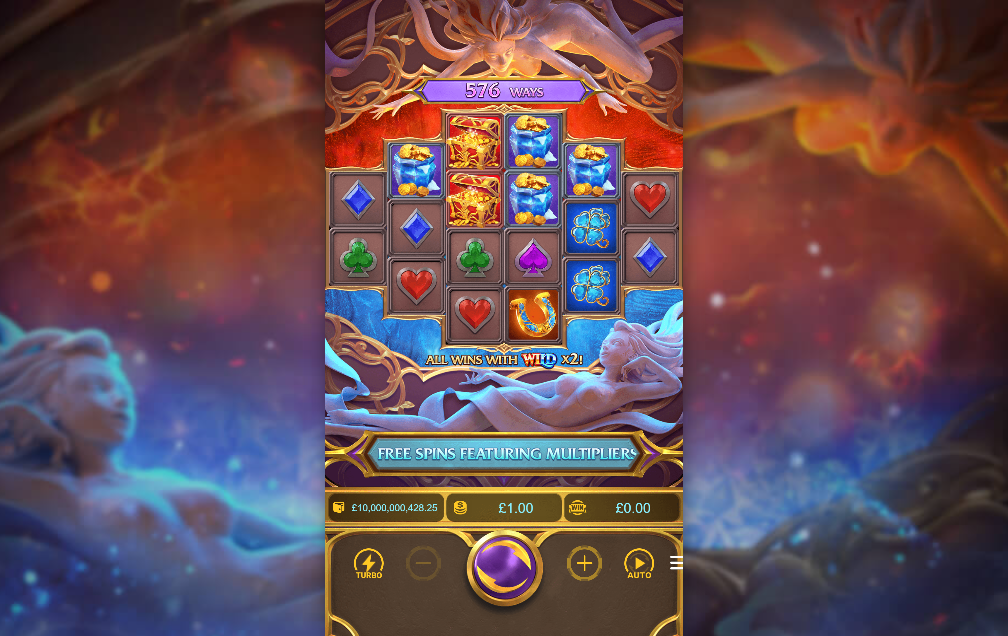 576 WAYS
ALL WINS WITH WILD X2!
FREE SPINS FEATURING MULTIPLIERS
£10,000,000,428.25
£1.00
WIN
£0.00
TURBO
AUTO